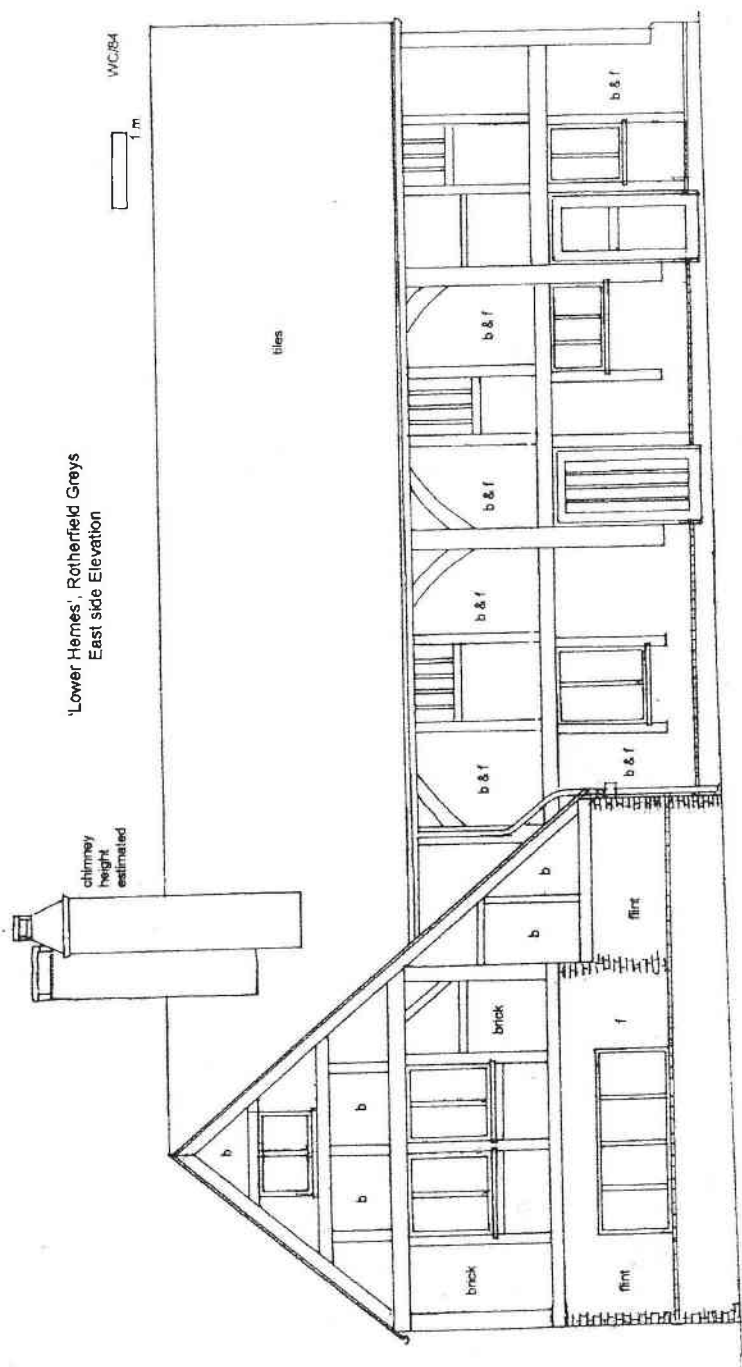 'Lower Hernes', Rotherfield Greys
East side Elevation
WC/84
1 m
chimney
height
estimated
tiles
b
b
b
brick
brick
b
b
flint
f
flint
b & f
b & f
b & f
b & f
b & f
b & f